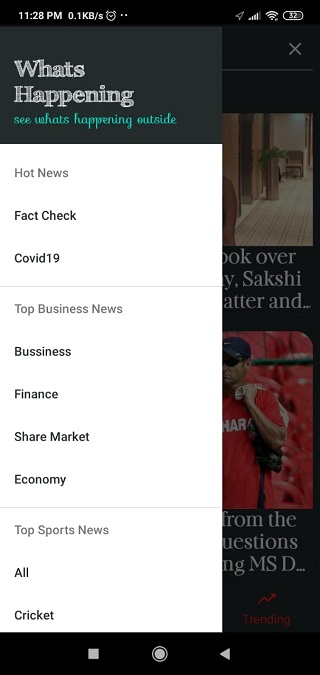 11:28 PM 0.1KB/s
32
Whats
Happening
see whats happening outside
Hot News
Fact Check
Covid19
Top Business News
Bussiness
Finance
Share Market
Economy
Top Sports News
All
Cricket
ook over
y, Sakshi
atter and...
HAR
from the
uestions
ng MS D...
Trending